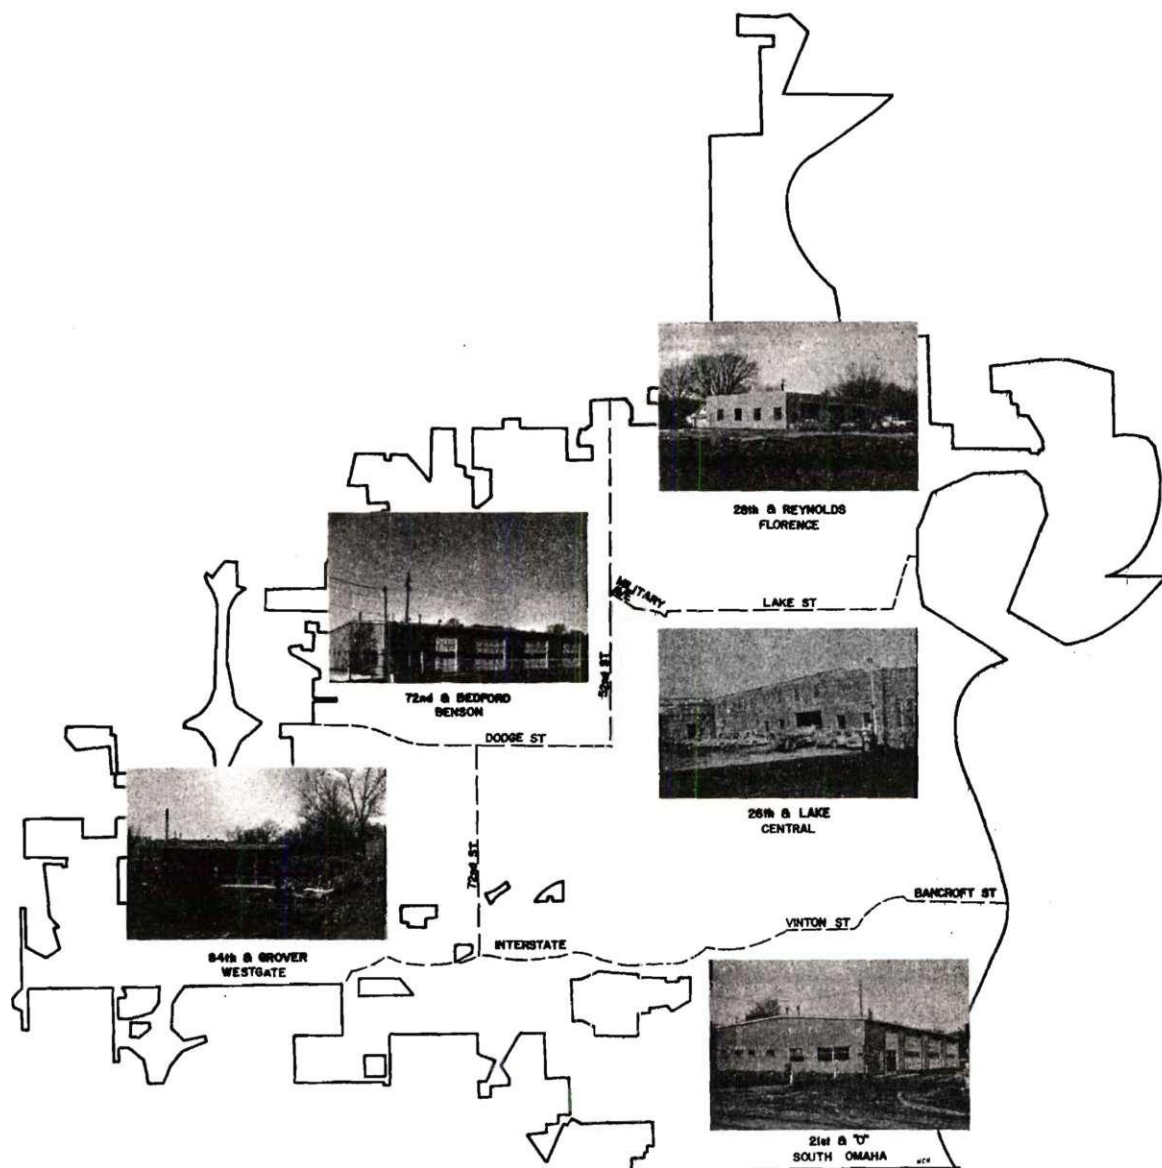 28th & REYNOLDS
FLORENCE
MILITARY
AVE
LAKE ST
52nd ST
72nd & BEDFORD
BENSON
DODGE ST
26th & LAKE
CENTRAL
72nd ST
BANCROFT ST
VINTON ST
INTERSTATE
84th & GROVER
WESTGATE
21st & "O"
SOUTH OMAHA